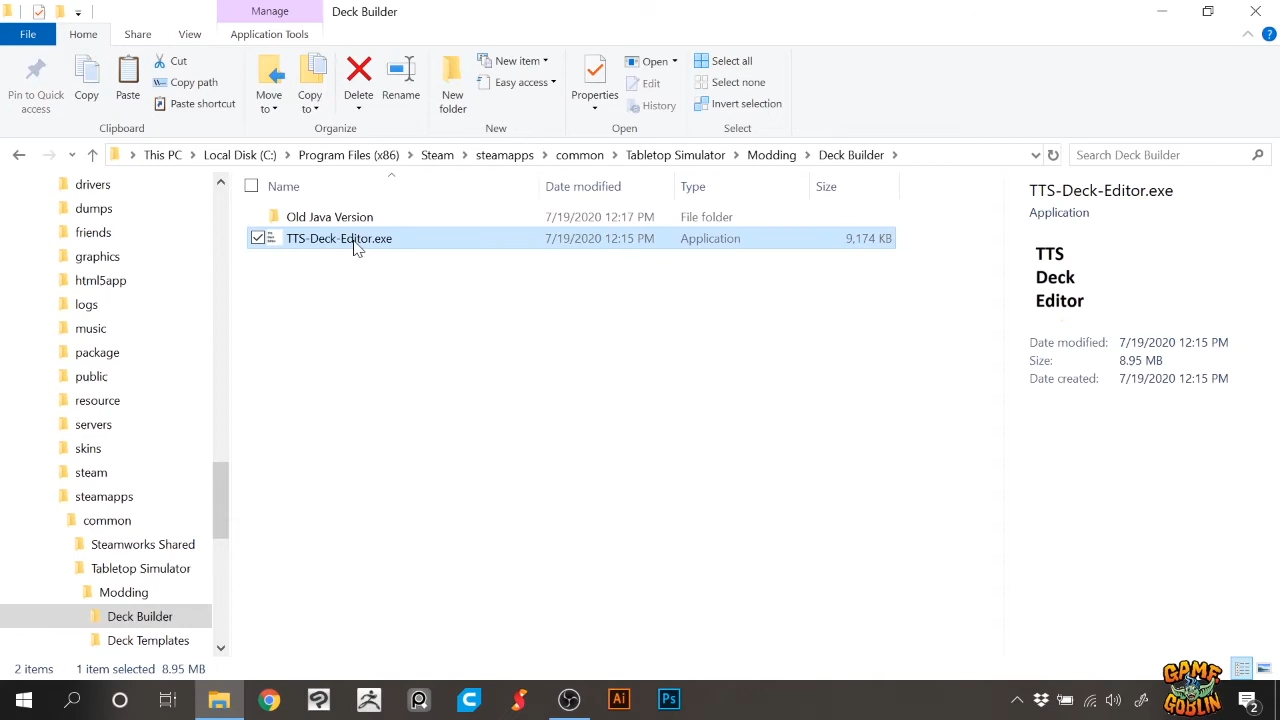 Manage
Deck Builder
File
Home
Share
View
Application Tools
Pin to Quick access
Copy
Paste
Cut
Copy path
Paste shortcut
Move to
Copy to
Delete
Rename
New folder
New item
Easy access
Properties
Open
Edit
History
Select all
Select none
Invert selection
Clipboard
Organize
New
Open
Select
This PC > Local Disk (C:) > Program Files (x86) > Steam > steamapps > common > Tabletop Simulator > Modding > Deck Builder >
Search Deck Builder
drivers
dumps
friends
graphics
html5app
logs
music
package
public
resource
servers
skins
steam
steamapps
common
Steamworks Shared
Tabletop Simulator
Modding
Deck Builder
Deck Templates
Name Date modified Type Size
Old Java Version 7/19/2020 12:17 PM File folder
TTS-Deck-Editor.exe 7/19/2020 12:15 PM Application 9,174 KB
TTS-Deck-Editor.exe
Application
TTS
Deck
Editor
Date modified: 7/19/2020 12:15 PM
Size: 8.95 MB
Date created: 7/19/2020 12:15 PM
2 items 1 item selected 8.95 MB
Ai
Ps
GAME
GOBLIN
2